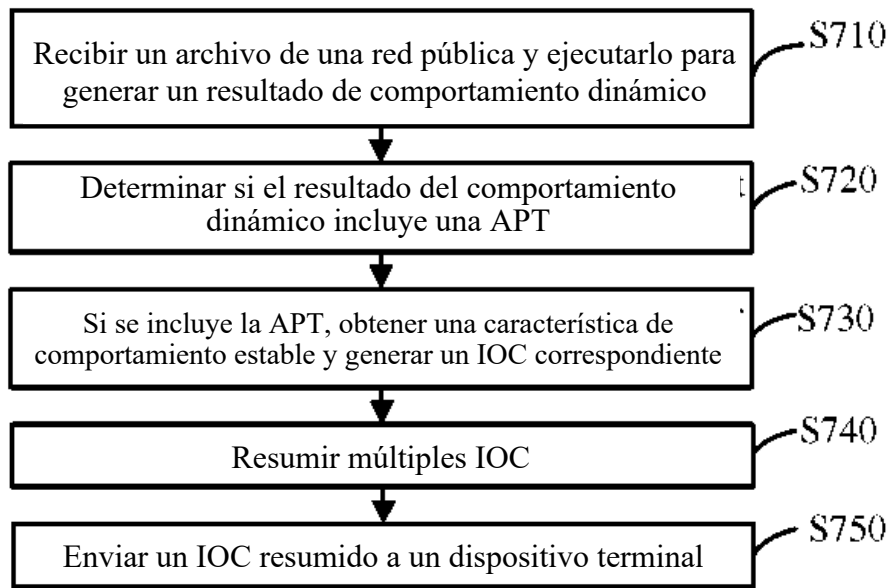 Recibir un archivo de una red pública y ejecutarlo para
generar un resultado de comportamiento dinámico
S710
Determinar si el resultado del comportamiento
dinámico incluye una APT
S720
Si se incluye la APT, obtener una característica de
comportamiento estable y generar un IOC correspondiente
S730
Resumir múltiples IOC
S740
Enviar un IOC resumido a un dispositivo terminal
S750